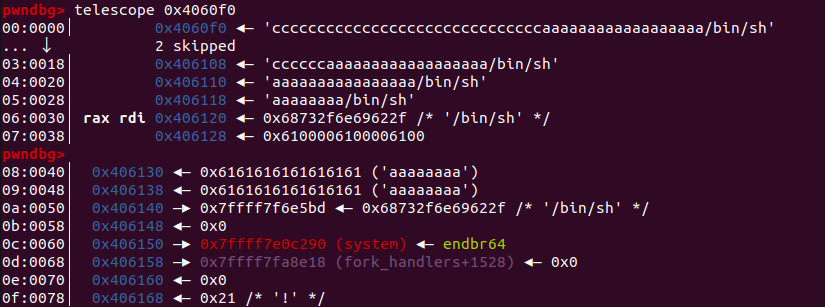 pwndbg> telescope 0x4060f0
00:0000│ 0x4060f0 ◂— 'ccccccccccccccccccccccccccccccaaaaaaaaaaaaaaaaaa/bin/sh'
... ↓ 2 skipped
03:0018│ 0x406108 ◂— 'ccccccaaaaaaaaaaaaaaaaaa/bin/sh'
04:0020│ 0x406110 ◂— 'aaaaaaaaaaaaaaaa/bin/sh'
05:0028│ 0x406118 ◂— 'aaaaaaaa/bin/sh'
06:0030│ rax rdi 0x406120 ◂— 0x68732f6e69622f /* '/bin/sh' */
07:0038│ 0x406128 ◂— 0x6100006100006100
pwndbg>
08:0040│ 0x406130 ◂— 0x6161616161616161 ('aaaaaaaa')
09:0048│ 0x406138 ◂— 0x6161616161616161 ('aaaaaaaa')
0a:0050│ 0x406140 —▸ 0x7ffff7f6e5bd ◂— 0x68732f6e69622f /* '/bin/sh' */
0b:0058│ 0x406148 ◂— 0x0
0c:0060│ 0x406150 —▸ 0x7ffff7e0c290 (system) ◂— endbr64
0d:0068│ 0x406158 —▸ 0x7ffff7fa8e18 (fork_handlers+1528) ◂— 0x0
0e:0070│ 0x406160 ◂— 0x0
0f:0078│ 0x406168 ◂— 0x21 /* '!' */